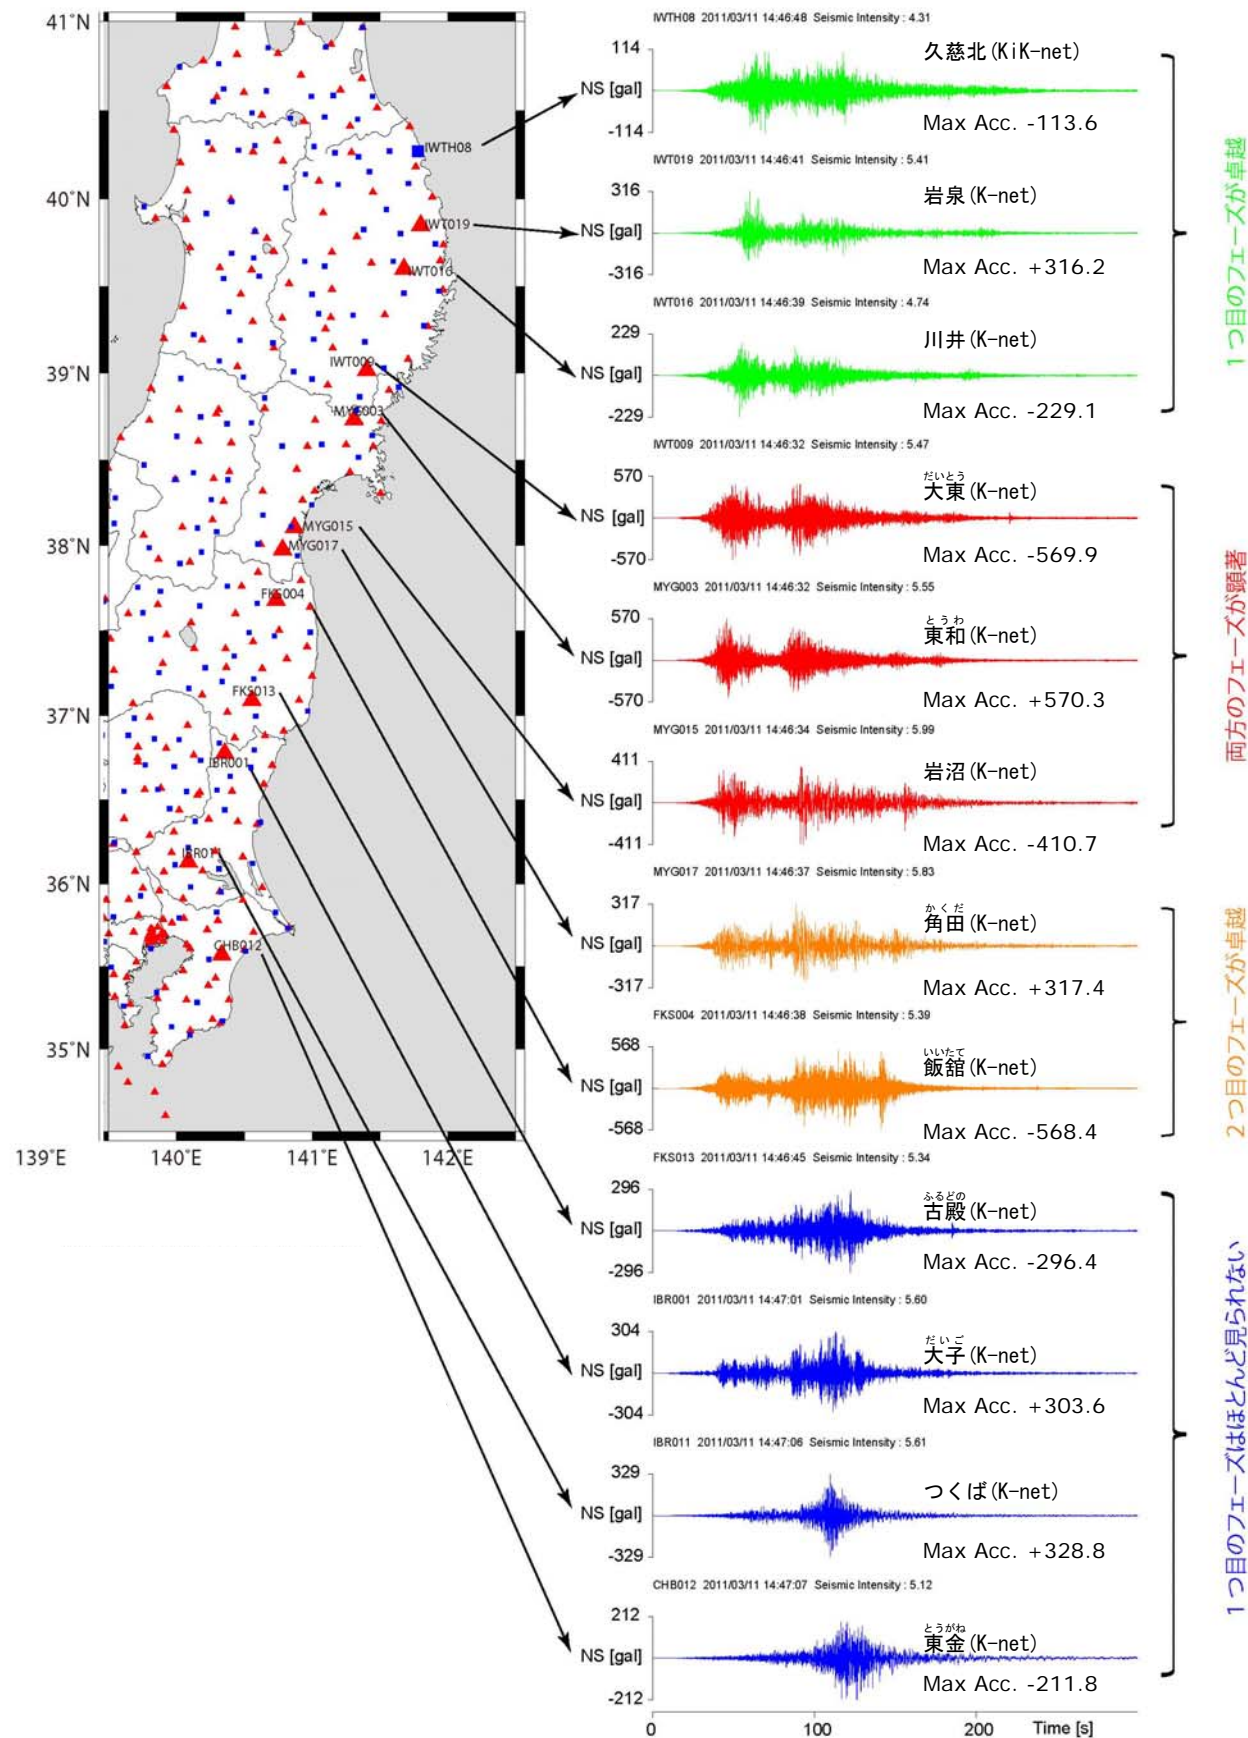 41°N
40°N
39°N
38°N
37°N
36°N
35°N
139°E
140°E
141°E
142°E
IWTH08
IWT019
IWT016
IWT009
MYG003
MYG015
MYG017
FKS004
FKS013
IBR001
IBR011
CHB012
IWTH08 2011/03/11 14:46:48 Seismic Intensity : 4.31
114
NS [gal]
-114
久慈北(KiK-net)
Max Acc. -113.6
IWT019 2011/03/11 14:46:41 Seismic Intensity : 5.41
316
NS [gal]
-316
岩泉(K-net)
Max Acc. +316.2
IWT016 2011/03/11 14:46:39 Seismic Intensity : 4.74
229
NS [gal]
-229
川井(K-net)
Max Acc. -229.1
IWT009 2011/03/11 14:46:32 Seismic Intensity : 5.47
570
NS [gal]
-570
だいとう
大東(K-net)
Max Acc. -569.9
MYG003 2011/03/11 14:46:32 Seismic Intensity : 5.55
570
NS [gal]
-570
とうわ
東和(K-net)
Max Acc. +570.3
MYG015 2011/03/11 14:46:34 Seismic Intensity : 5.99
411
NS [gal]
-411
岩沼(K-net)
Max Acc. -410.7
MYG017 2011/03/11 14:46:37 Seismic Intensity : 5.83
317
NS [gal]
-317
かくだ
角田(K-net)
Max Acc. +317.4
FKS004 2011/03/11 14:46:38 Seismic Intensity : 5.39
568
NS [gal]
-568
いいたて
飯舘(K-net)
Max Acc. -568.4
FKS013 2011/03/11 14:46:45 Seismic Intensity : 5.34
296
NS [gal]
-296
ふるどの
古殿(K-net)
Max Acc. -296.4
IBR001 2011/03/11 14:47:01 Seismic Intensity : 5.60
304
NS [gal]
-304
だいご
大子(K-net)
Max Acc. +303.6
IBR011 2011/03/11 14:47:06 Seismic Intensity : 5.61
329
NS [gal]
-329
つくば(K-net)
Max Acc. +328.8
CHB012 2011/03/11 14:47:07 Seismic Intensity : 5.12
212
NS [gal]
-212
とうがね
東金(K-net)
Max Acc. -211.8
0
100
200
Time [s]
1つ目のフェーズが卓越
両方のフェーズが顕著
2つ目のフェーズが卓越
1つ目のフェーズはほとんど見られない